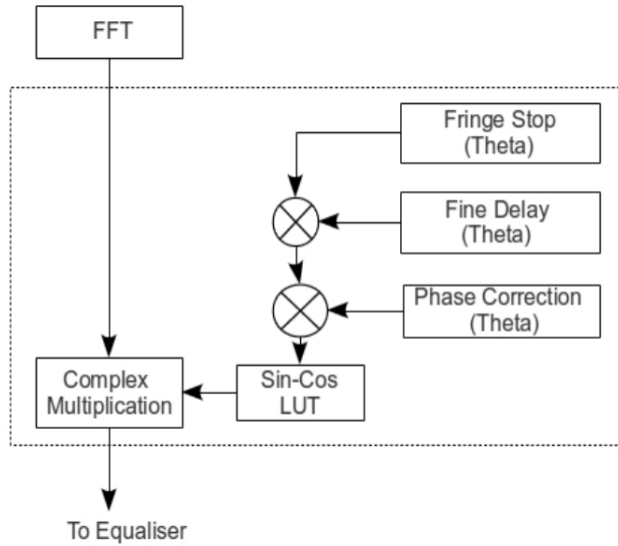 FFT
Fringe Stop
(Theta)
Fine Delay
(Theta)
Phase Correction
(Theta)
Complex
Multiplication
Sin-Cos
LUT
To Equaliser